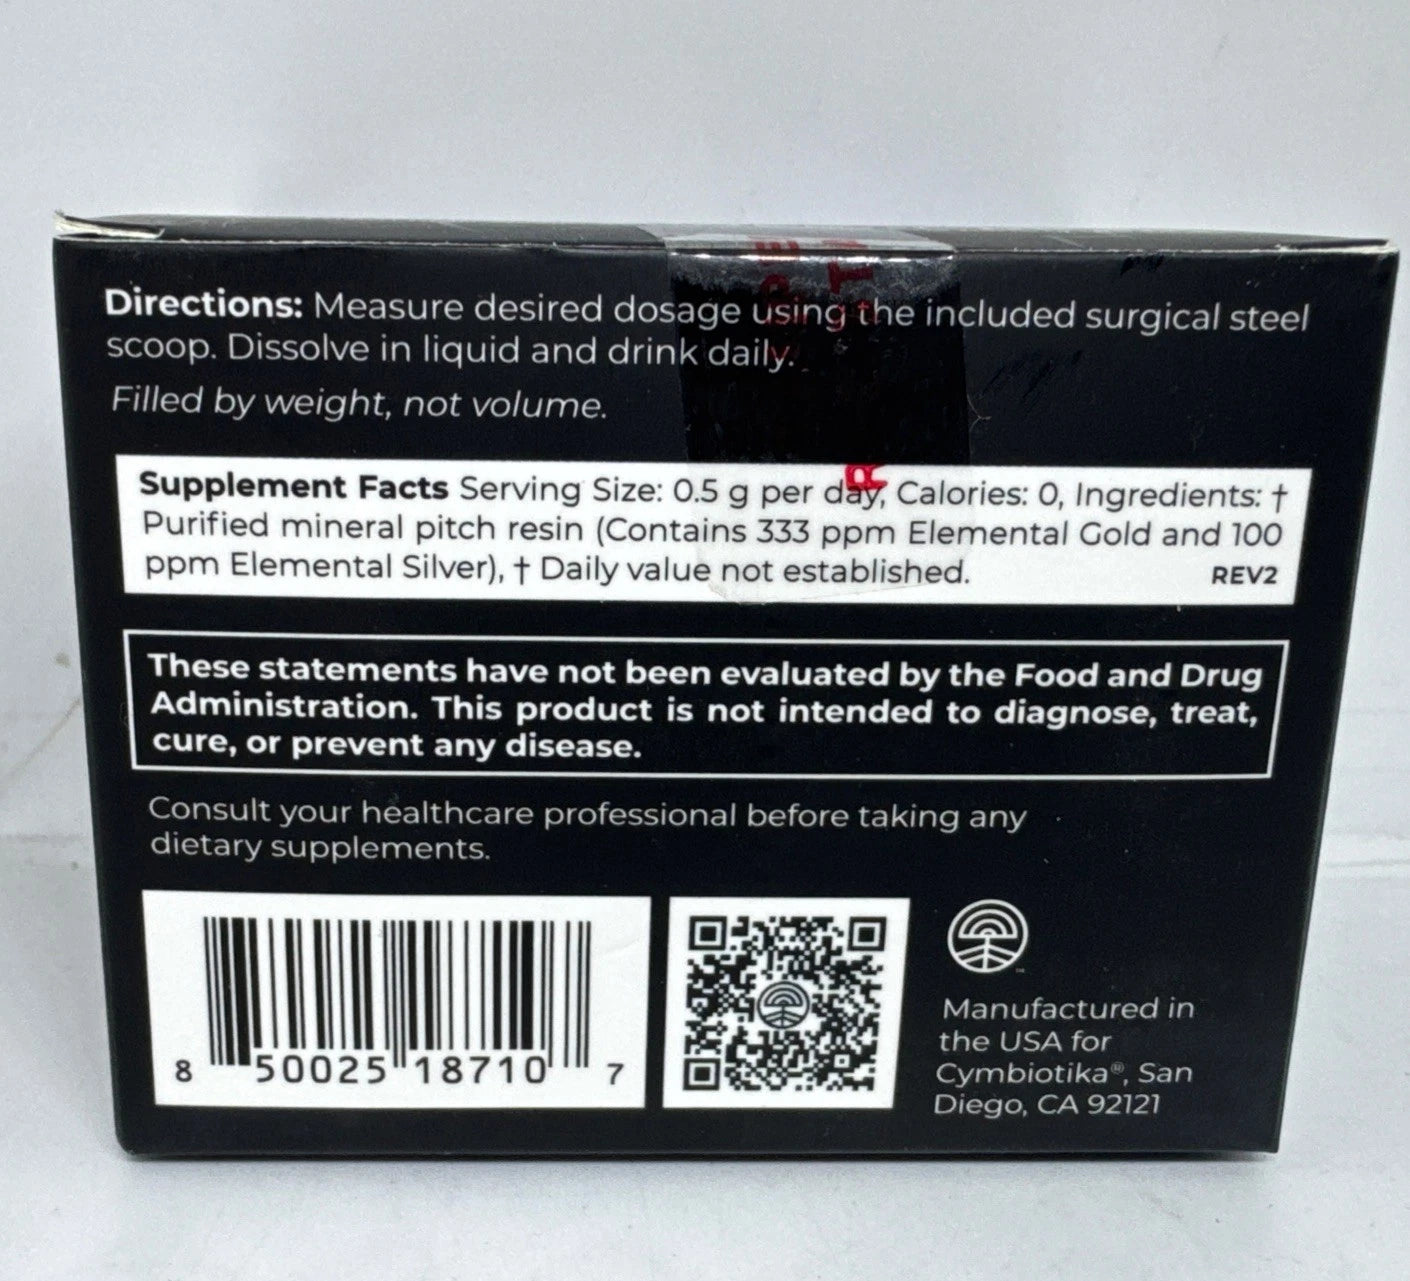 Directions: Measure desired dosage using the included surgical steel
scoop. Dissolve in liquid and drink daily.
Filled by weight, not volume.
Supplement Facts Serving Size: 0.5 g per day, Calories: 0, Ingredients: †
Purified mineral pitch resin (Contains 333 ppm Elemental Gold and 100
ppm Elemental Silver), † Daily value not established.
REV2
These statements have not been evaluated by the Food and Drug
Administration. This product is not intended to diagnose, treat,
cure, or prevent any disease.
Consult your healthcare professional before taking any
dietary supplements.
8 50025 18710 7
Manufactured in
the USA for
Cymbiotika®, San
Diego, CA 92121